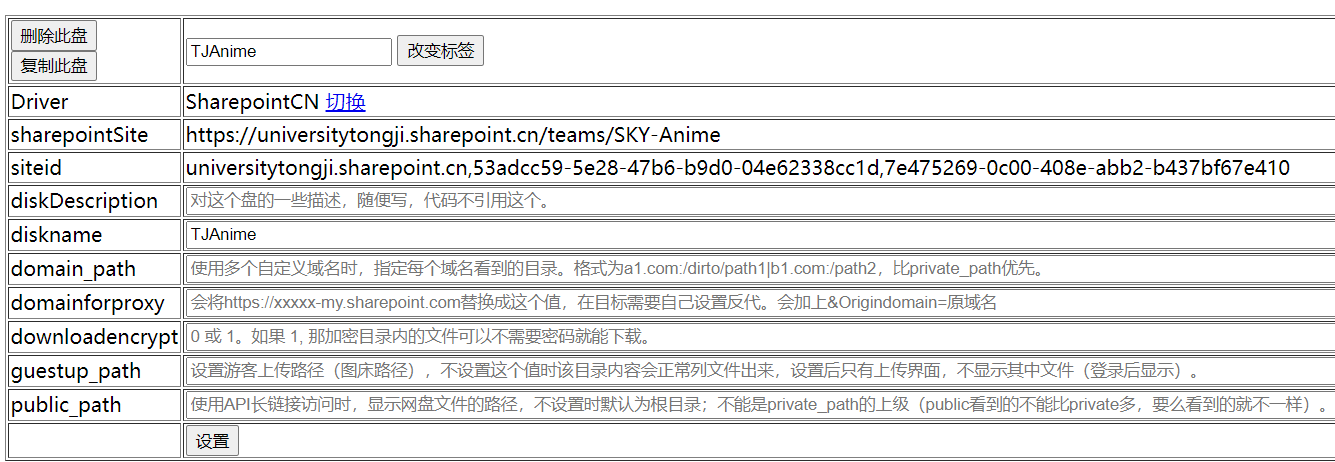 删除此盘
复制此盘
TJAnime 改变标签
Driver SharepointCN 切换
sharepointSite https://universitytongji.sharepoint.cn/teams/SKY-Anime
siteid universitytongji.sharepoint.cn,53adcc59-5e28-47b6-b9d0-04e62338cc1d,7e475269-0c00-408e-abb2-b437bf67e410
diskDescription 对这个盘的一些描述，随便写，代码不引用这个。
diskname TJAnime
domain_path 使用多个自定义域名时，指定每个域名看到的目录。格式为a1.com:/dirto/path1|b1.com:/path2，比private_path优先。
domainforproxy 会将https://xxxxx-my.sharepoint.com替换成这个值，在目标需要自己设置反代。会加上&Origindomain=原域名
downloadencrypt 0 或 1。如果 1, 那加密目录内的文件可以不需要密码就能下载。
guestup_path 设置游客上传路径（图床路径），不设置这个值时该目录内容会正常列文件出来，设置后只有上传界面，不显示其中文件（登录后显示）。
public_path 使用API长链接访问时，显示网盘文件的路径，不设置时默认为根目录；不能是private_path的上级（public看到的不能比private多，要么看到的就不一样）。
设置